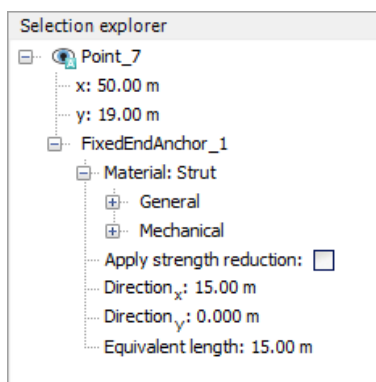 Selection explorer
Point_7
x: 50.00 m
y: 19.00 m
FixedEndAnchor_1
Material: Strut
General
Mechanical
Apply strength reduction:
Directionx: 15.00 m
Directiony: 0.000 m
Equivalent length: 15.00 m